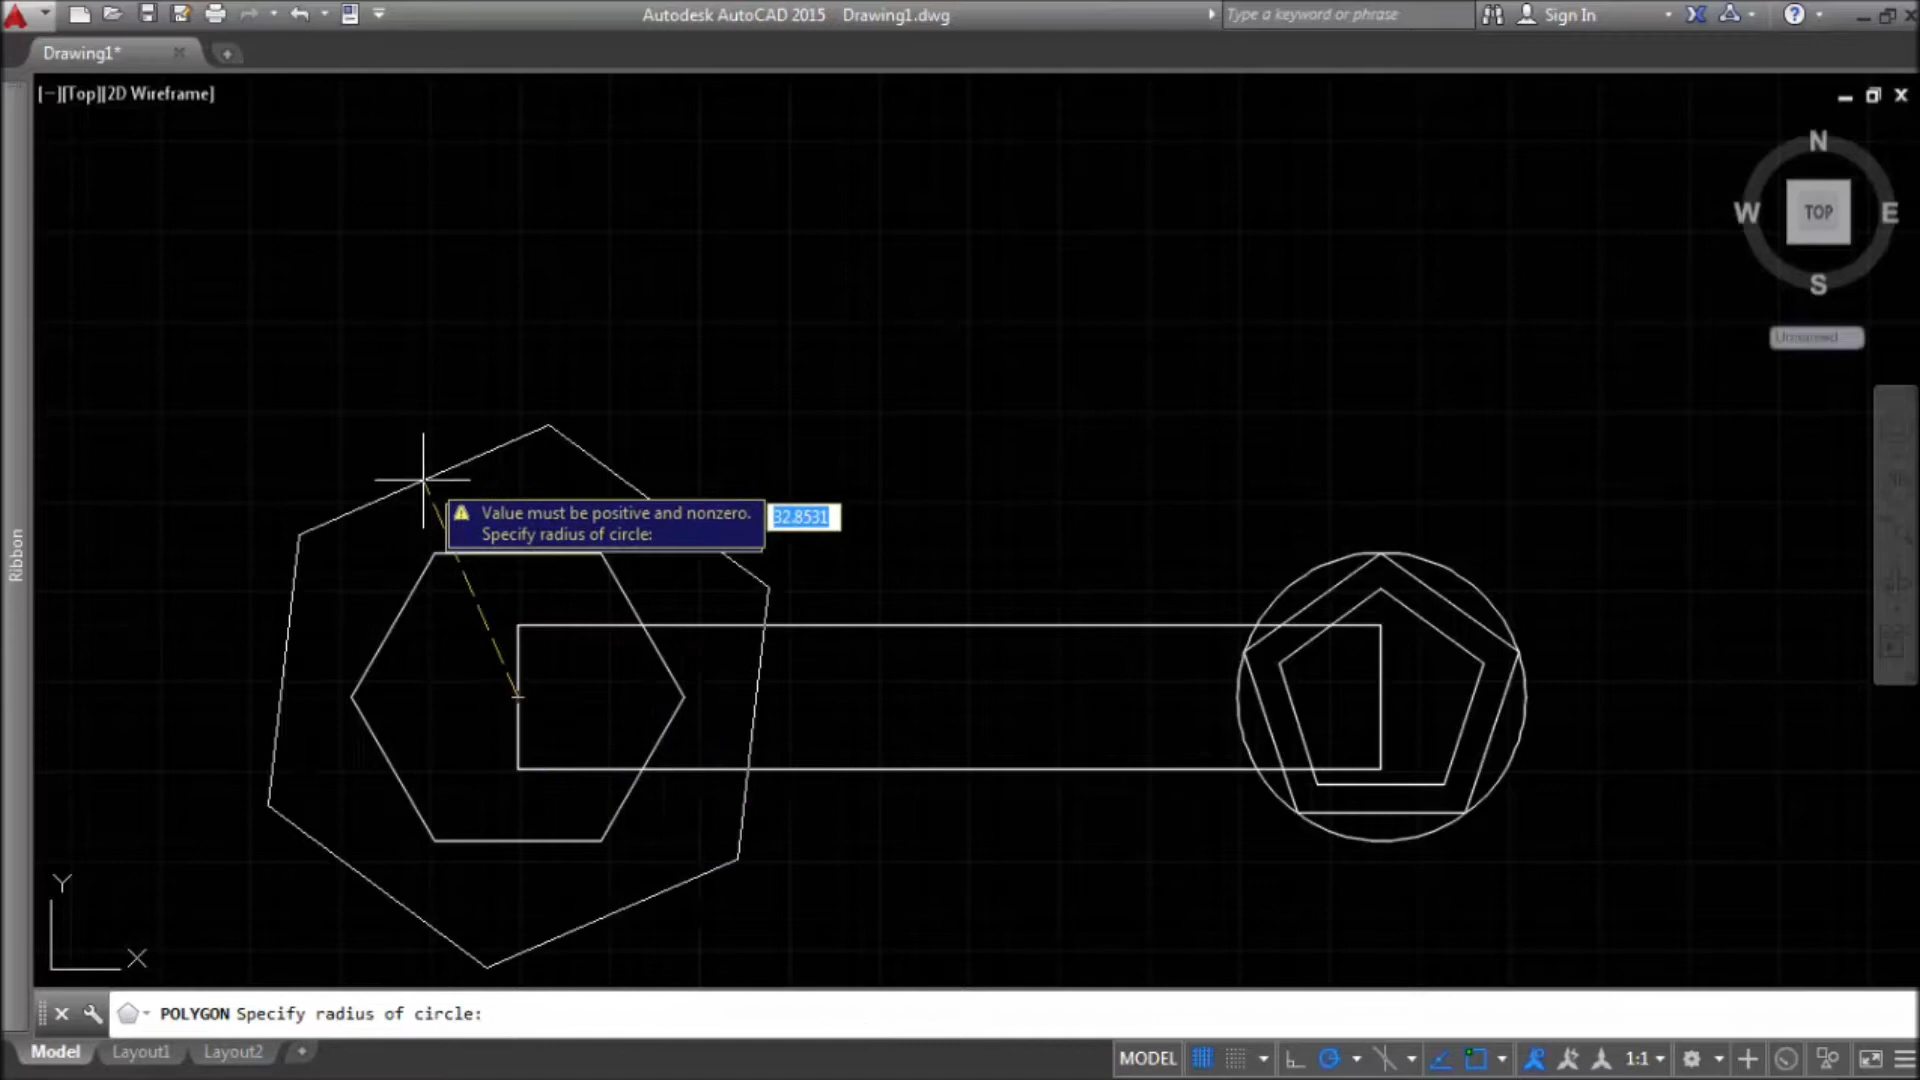 Autodesk AutoCAD 2015 Drawing1.dwg
Type a keyword or phrase
Sign In
Drawing1*
[−][Top][2D Wireframe]
N
W
TOP
E
S
Unnamed
Value must be positive and nonzero.
Specify radius of circle:
32.8531
Ribbon
Y
X
POLYGON Specify radius of circle:
Model Layout1 Layout2
MODEL
1:1